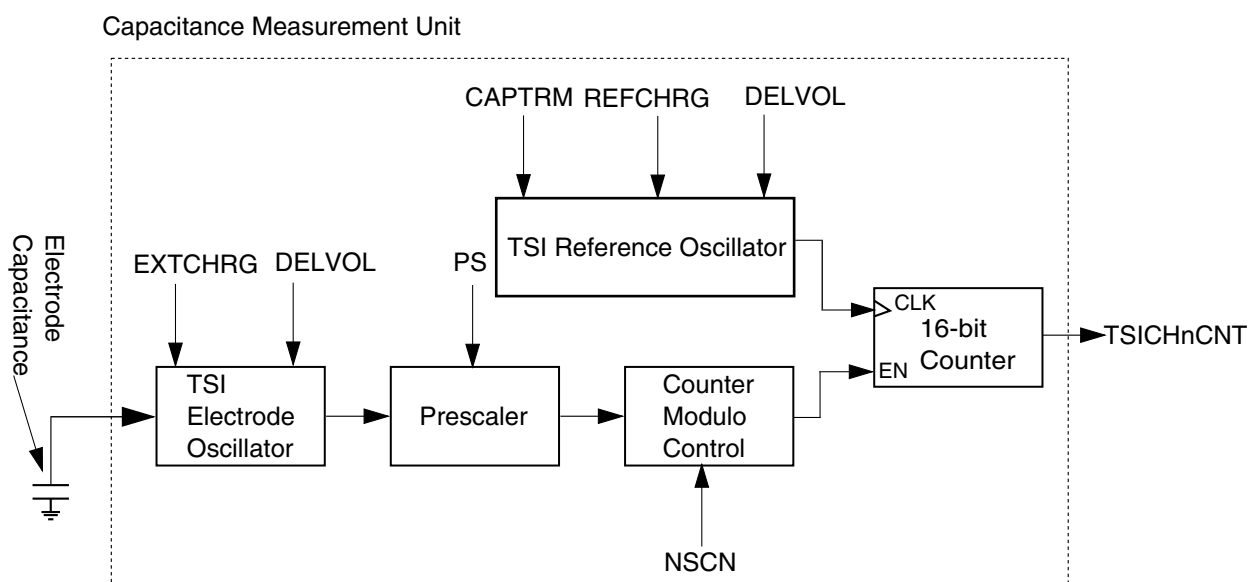 Capacitance Measurement Unit
CAPTRM REFCHRG DELVOL
TSI Reference Oscillator
Electrode
Capacitance
EXTCHRG DELVOL
PS
CLK
16-bit
Counter
EN
TSICHnCNT
TSI
Electrode
Oscillator
Prescaler
Counter
Modulo
Control
NSCN